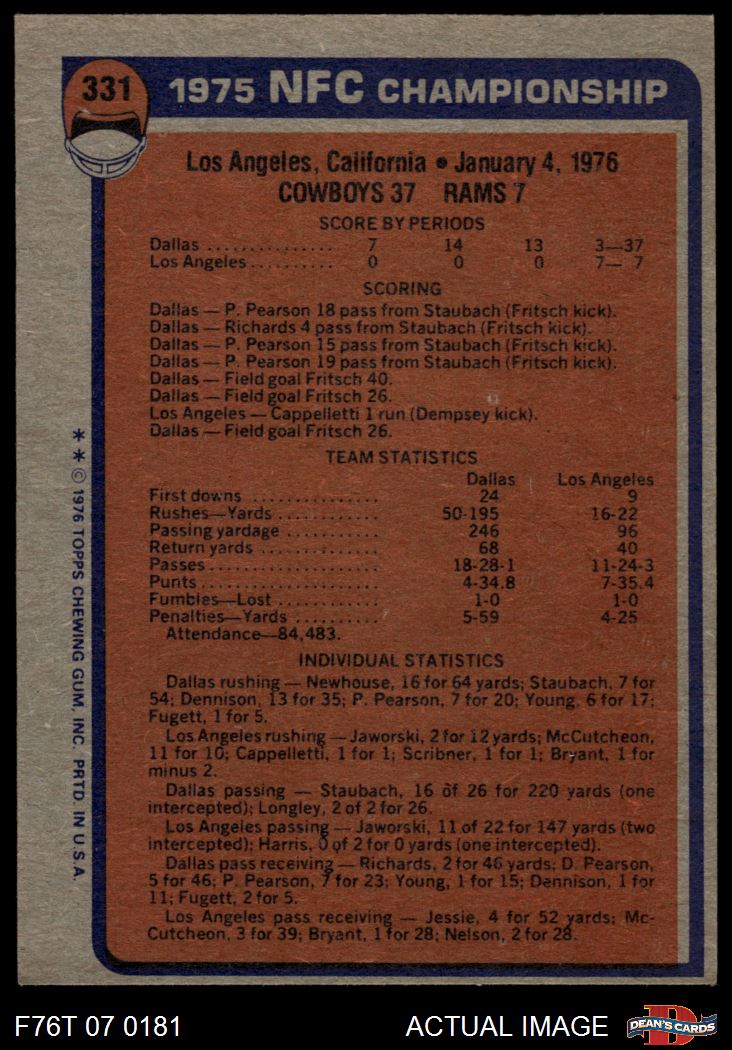 331
1975 NFC CHAMPIONSHIP
Los Angeles, California • January 4, 1976
COWBOYS 37 RAMS 7
SCORE BY PERIODS
Dallas ............... 7 14 13 3—37
Los Angeles .......... 0 0 0 7— 7
SCORING
Dallas — P. Pearson 18 pass from Staubach (Fritsch kick).
Dallas — Richards 4 pass from Staubach (Fritsch kick).
Dallas — P. Pearson 15 pass from Staubach (Fritsch kick).
Dallas — P. Pearson 19 pass from Staubach (Fritsch kick).
Dallas — Field goal Fritsch 40.
Dallas — Field goal Fritsch 26.
Los Angeles — Cappelletti 1 run (Dempsey kick).
Dallas — Field goal Fritsch 26.
TEAM STATISTICS
Dallas Los Angeles
First downs ............... 24 9
Rushes—Yards ............ 50-195 16-22
Passing yardage ........... 246 96
Return yards .............. 68 40
Passes .................... 18-28-1 11-24-3
Punts ..................... 4-34.8 7-35.4
Fumbles—Lost ............ 1-0 1-0
Penalties—Yards .......... 5-59 4-25
Attendance—84,483.
INDIVIDUAL STATISTICS
Dallas rushing — Newhouse, 16 for 64 yards; Staubach, 7 for
54; Dennison, 13 for 35; P. Pearson, 7 for 20; Young, 6 for 17;
Fugett, 1 for 5.
Los Angeles rushing — Jaworski, 2 for 12 yards; McCutcheon,
11 for 10; Cappelletti, 1 for 1; Scribner, 1 for 1; Bryant, 1 for
minus 2.
Dallas passing — Staubach, 16 of 26 for 220 yards (one
intercepted); Longley, 2 of 2 for 26.
Los Angeles passing — Jaworski, 11 of 22 for 147 yards (two
intercepted); Harris, 0 of 2 for 0 yards (one intercepted).
Dallas pass receiving — Richards, 2 for 46 yards; D. Pearson,
5 for 46; P. Pearson, 7 for 23; Young, 1 for 15; Dennison, 1 for
11; Fugett, 2 for 5.
Los Angeles pass receiving — Jessie, 4 for 52 yards; Mc-
Cutcheon, 3 for 39; Bryant, 1 for 28; Nelson, 2 for 28.
* * © 1976 TOPPS CHEWING GUM, INC. PRTD. IN U.S.A.
F76T 07 0181 ACTUAL IMAGE
DEAN'S CARDS